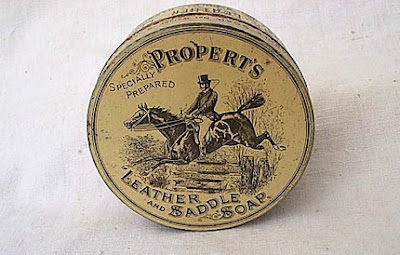 PROPERT'S
SPECIALLY
PREPARED
LEATHER
AND SADDLE
SOAP.